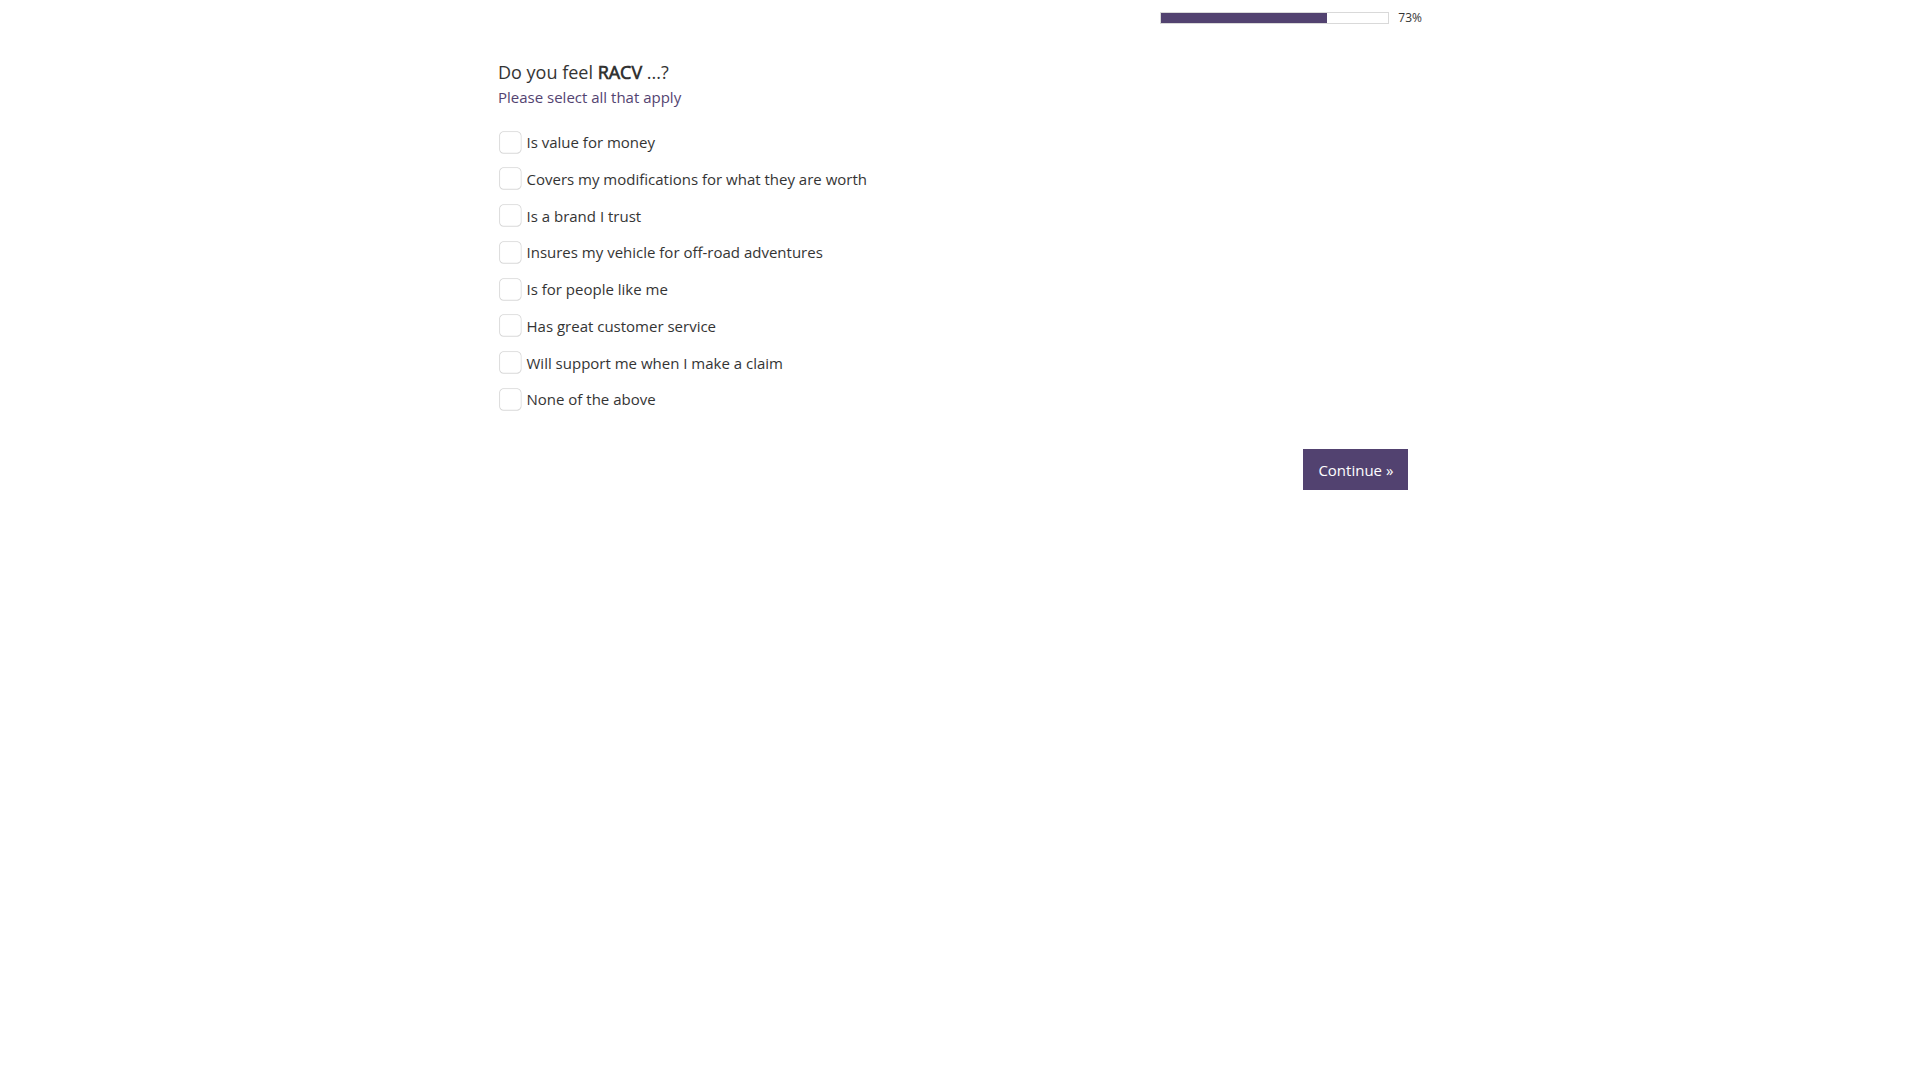 73%
Do you feel RACV ...?
Please select all that apply
Is value for money
Covers my modifications for what they are worth
Is a brand I trust
Insures my vehicle for off-road adventures
Is for people like me
Has great customer service
Will support me when I make a claim
None of the above
Continue »